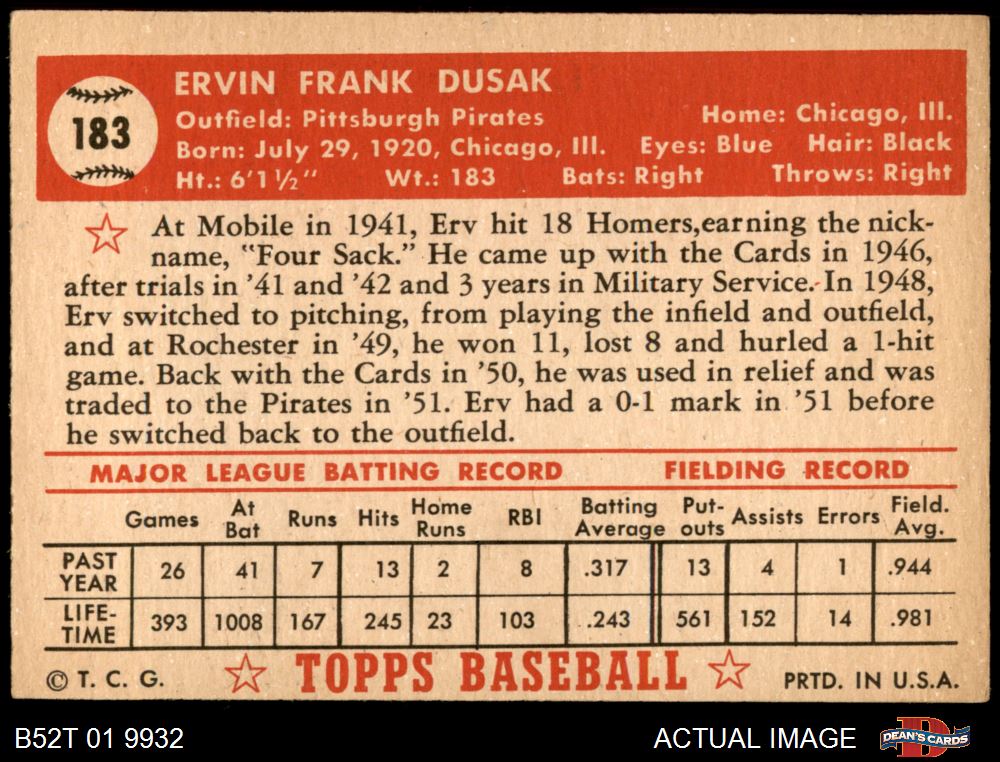 183
ERVIN FRANK DUSAK
Outfield: Pittsburgh Pirates Home: Chicago, Ill.
Born: July 29, 1920, Chicago, Ill. Eyes: Blue Hair: Black
Ht.: 6'1 ½" Wt.: 183 Bats: Right Throws: Right
At Mobile in 1941, Erv hit 18 Homers,earning the nick-
name, "Four Sack." He came up with the Cards in 1946,
after trials in '41 and '42 and 3 years in Military Service. In 1948,
Erv switched to pitching, from playing the infield and outfield,
and at Rochester in '49, he won 11, lost 8 and hurled a 1-hit
game. Back with the Cards in '50, he was used in relief and was
traded to the Pirates in '51. Erv had a 0-1 mark in '51 before
he switched back to the outfield.
MAJOR LEAGUE BATTING RECORD FIELDING RECORD
Games At Bat Runs Hits Home Runs RBI Batting Average Put-outs Assists Errors Field. Avg.
PAST YEAR 26 41 7 13 2 8 .317 13 4 1 .944
LIFE-TIME 393 1008 167 245 23 103 .243 561 152 14 .981
© T. C. G. TOPPS BASEBALL PRTD. IN U.S.A.
B52T 01 9932 ACTUAL IMAGE D DEAN'S CARDS